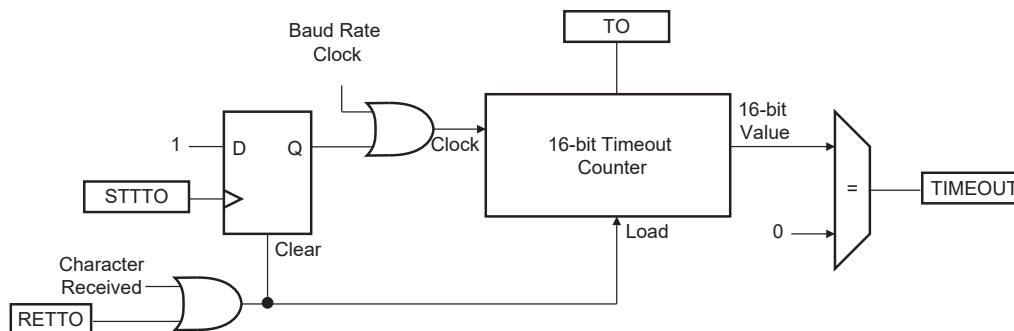 TO
Baud Rate
Clock
16-bit
Value
1
D
Q
Clock
16-bit Timeout
Counter
STTTO
=
TIMEOUT
Clear
Load
0
Character
Received
RETTO